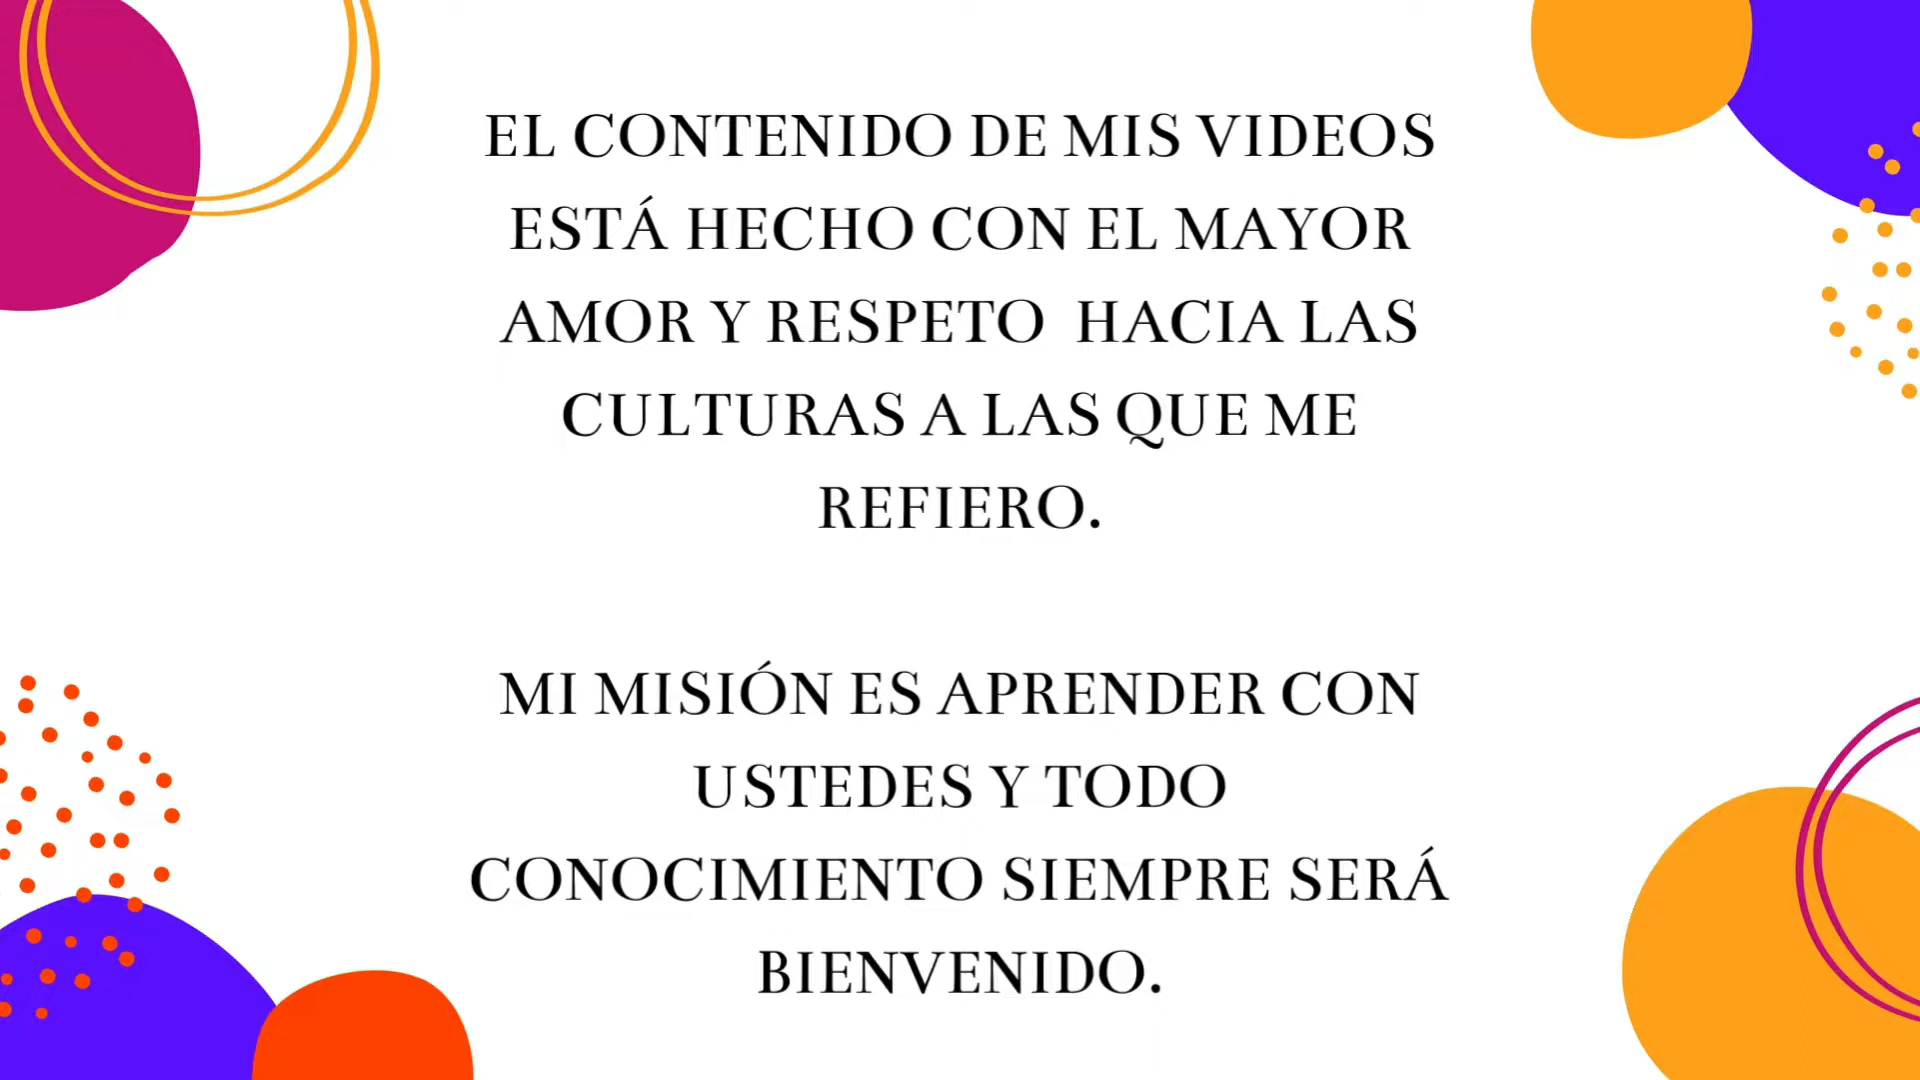 EL CONTENIDO DE MIS VIDEOS
ESTÁ HECHO CON EL MAYOR
AMOR Y RESPETO HACIA LAS
CULTURAS A LAS QUE ME
REFIERO.
MI MISIÓN ES APRENDER CON
USTEDES Y TODO
CONOCIMIENTO SIEMPRE SERÁ
BIENVENIDO.